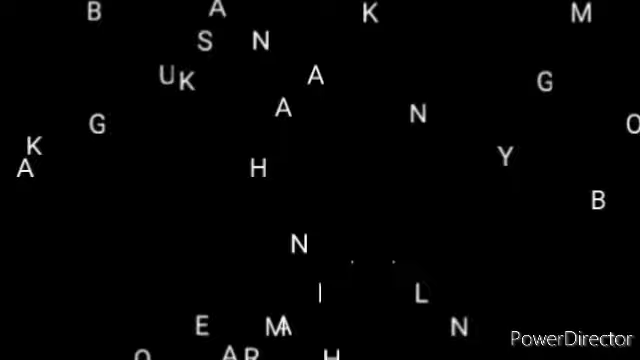 B A K M
S N
U K A G
A N
G O
K Y
A H
B
N
I L
E M A N
PowerDirector
O A R H